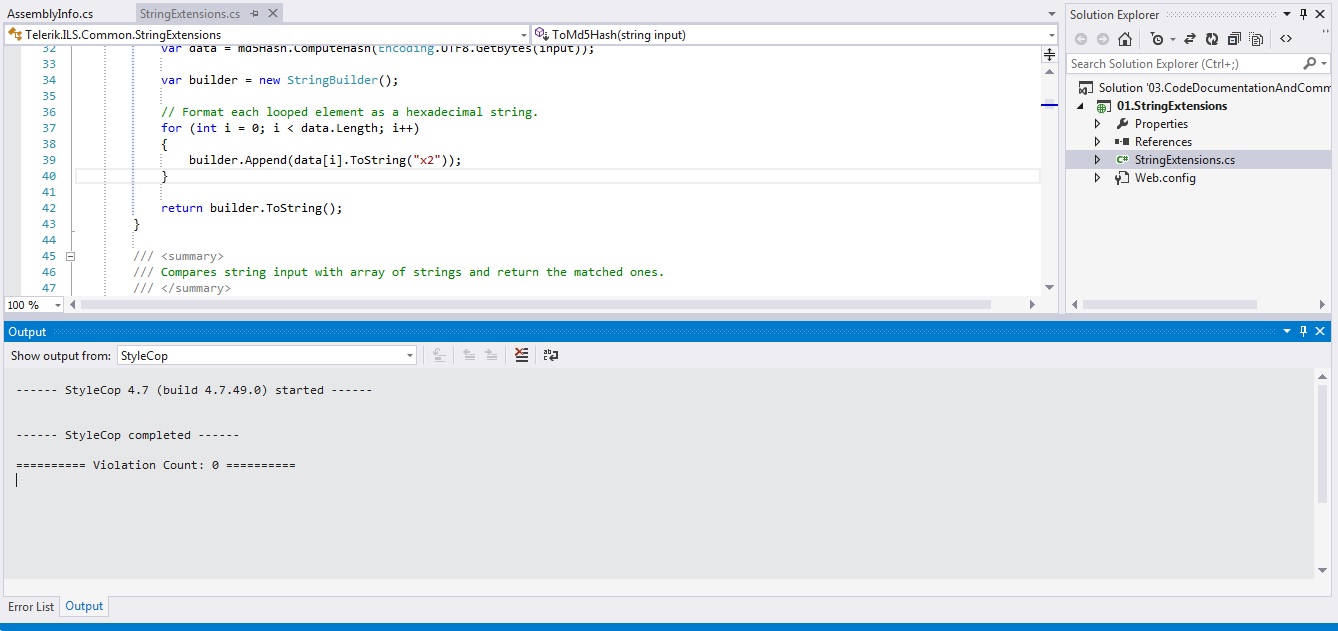 AssemblyInfo.cs StringExtensions.cs
Telerik.ILS.Common.StringExtensions ToMd5Hash(string input)
32 var data = md5Hash.ComputeHash(Encoding.UTF8.GetBytes(input));
33
34 var builder = new StringBuilder();
35
36 // Format each looped element as a hexadecimal string.
37 for (int i = 0; i < data.Length; i++)
38 {
39 builder.Append(data[i].ToString("x2"));
40 }
41
42 return builder.ToString();
43 }
44
45 /// <summary>
46 /// Compares string input with array of strings and return the matched ones.
47 /// </summary>
100 %
Solution Explorer
Search Solution Explorer (Ctrl+;)
Solution '03.CodeDocumentationAndComm
01.StringExtensions
Properties
References
C# StringExtensions.cs
Web.config
Output
Show output from: StyleCop
------ StyleCop 4.7 (build 4.7.49.0) started ------
------ StyleCop completed ------
========== Violation Count: 0 ==========
Error List Output